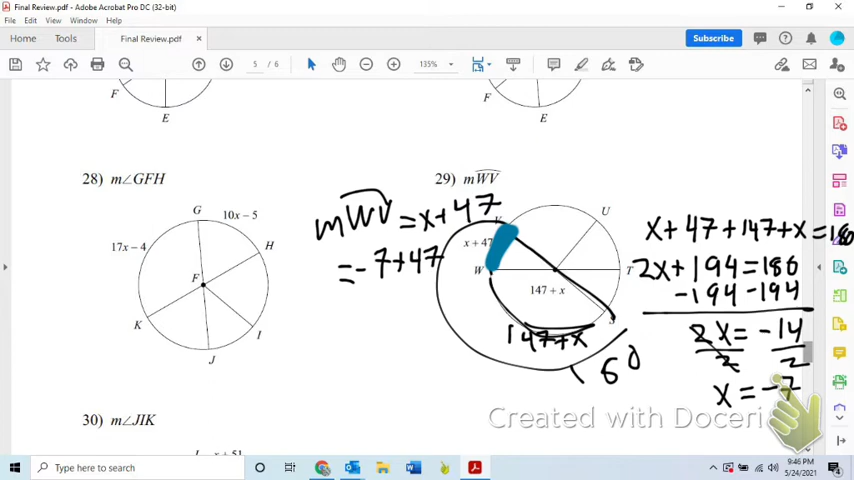 Final Review.pdf - Adobe Acrobat Pro DC (32-bit)
File Edit View Window Help
Home Tools Final Review.pdf × Subscribe
5 / 6 135%
F
E
F
E
28) m∠GFH
29) mWV
G
10x - 5
17x - 4
H
F
K
I
J
mWV = x + 47
= - 7 + 47
V
U
x + 47
W
T
147 + x
S
147 + x
180
x + 47 + 147 + x = 180
2x + 194 = 180
-194 -194
2x = -14
2 2
x = -7
Created with Doceri
30) m∠JIK
x + 51
Type here to search
9:46 PM
5/24/2021
4